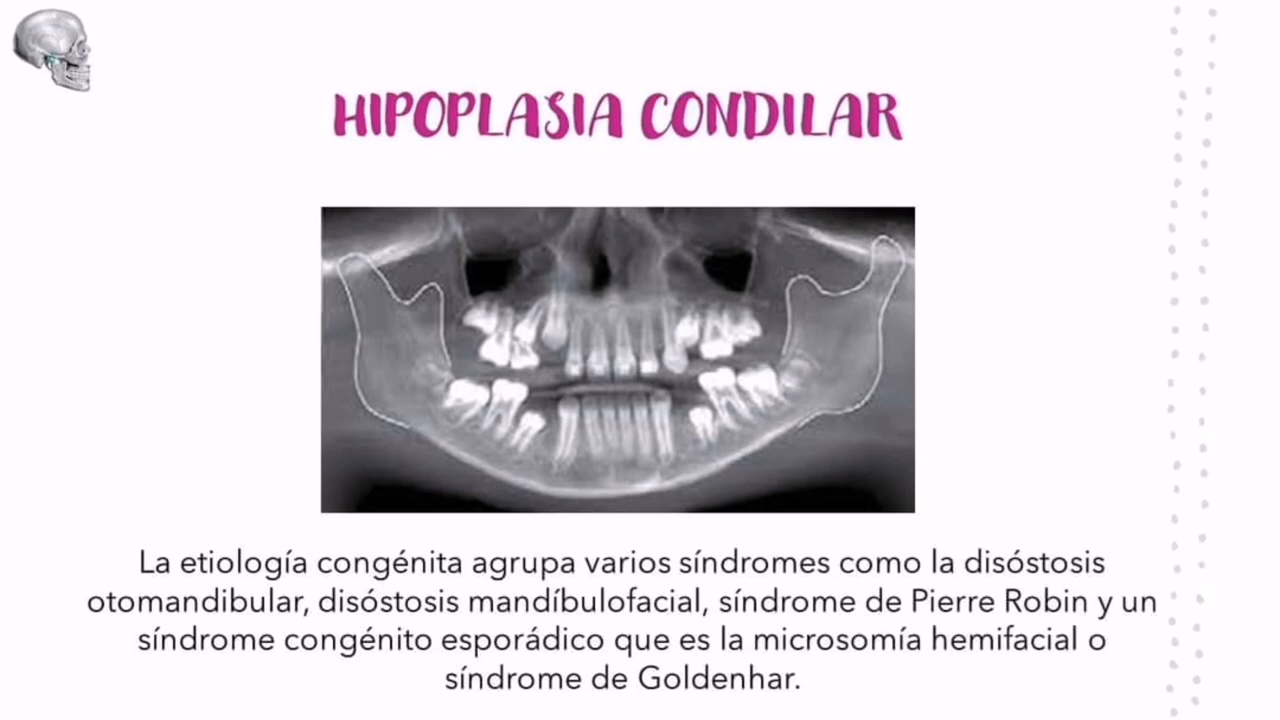 HIPOPLASIA CONDILAR
La etiología congénita agrupa varios síndromes como la disóstosis
otomandibular, disóstosis mandíbulofacial, síndrome de Pierre Robin y un
síndrome congénito esporádico que es la microsomía hemifacial o
síndrome de Goldenhar.